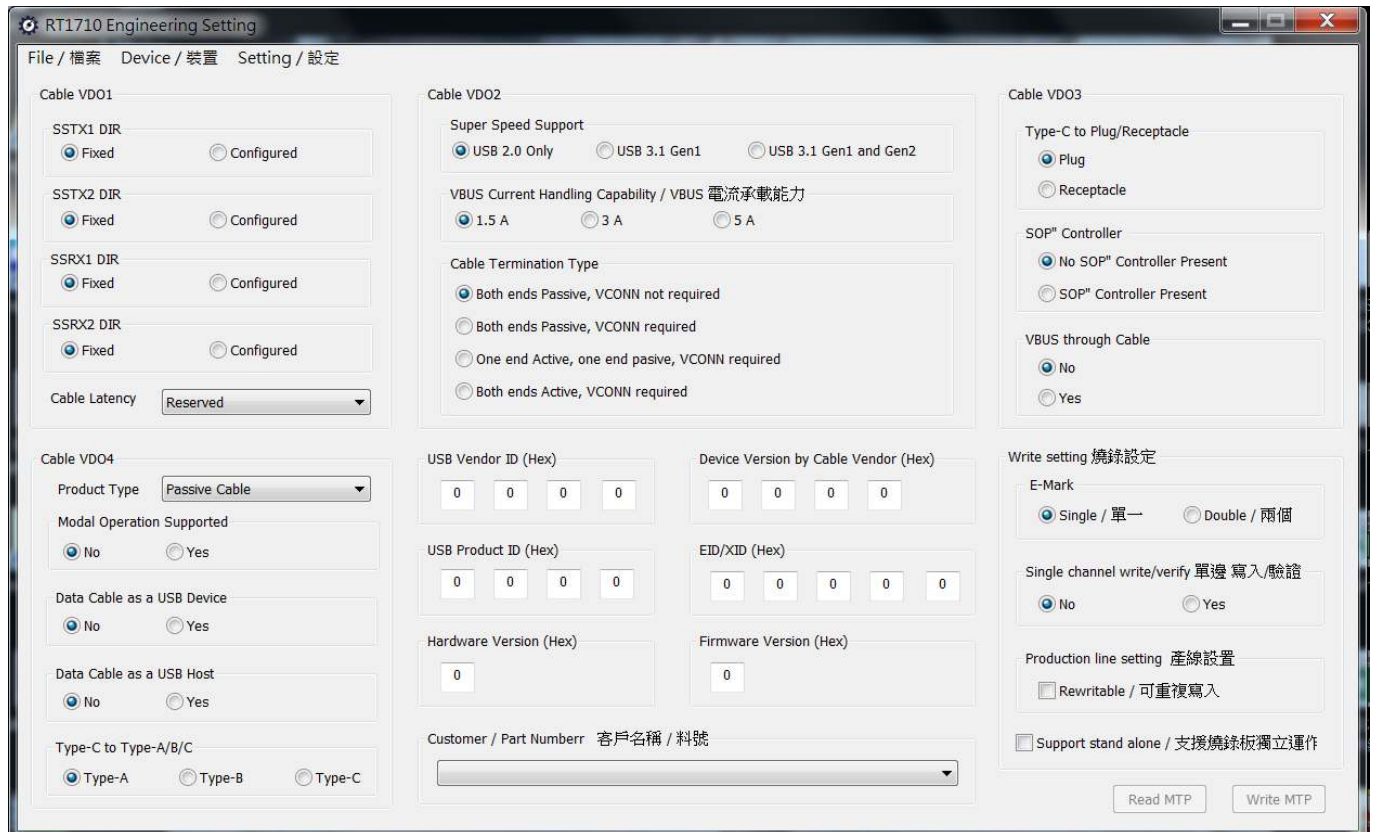 RT1710 Engineering Setting
File / 檔案 Device / 裝置 Setting / 設定
Cable VDO1
SSTX1 DIR
Fixed Configured
SSTX2 DIR
Fixed Configured
SSRX1 DIR
Fixed Configured
SSRX2 DIR
Fixed Configured
Cable Latency Reserved
Cable VDO2
Super Speed Support
USB 2.0 Only USB 3.1 Gen1 USB 3.1 Gen1 and Gen2
VBUS Current Handling Capability / VBUS 電流承載能力
1.5 A 3 A 5 A
Cable Termination Type
Both ends Passive, VCONN not required
Both ends Passive, VCONN required
One end Active, one end pasive, VCONN required
Both ends Active, VCONN required
Cable VDO3
Type-C to Plug/Receptacle
Plug
Receptacle
SOP" Controller
No SOP" Controller Present
SOP" Controller Present
VBUS through Cable
No
Yes
Cable VDO4
Product Type Passive Cable
Modal Operation Supported
No Yes
Data Cable as a USB Device
No Yes
Data Cable as a USB Host
No Yes
Type-C to Type-A/B/C
Type-A Type-B Type-C
USB Vendor ID (Hex)
0 0 0 0
Device Version by Cable Vendor (Hex)
0 0 0 0
USB Product ID (Hex)
0 0 0 0
EID/XID (Hex)
0 0 0 0 0
Hardware Version (Hex)
0
Firmware Version (Hex)
0
Customer / Part Numberr 客戶名稱 / 料號
Write setting 燒錄設定
E-Mark
Single / 單一 Double / 兩個
Single channel write/verify 單邊 寫入/驗證
No Yes
Production line setting 產線設置
Rewritable / 可重複寫入
Support stand alone / 支援燒錄板獨立運作
Read MTP Write MTP